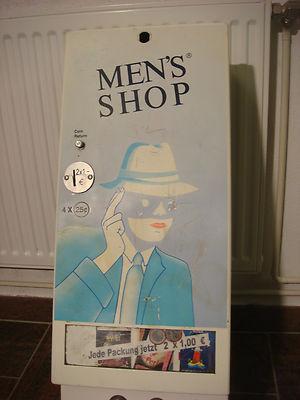 MEN'S®
SHOP
Coin
Return
2x1.-
€
4 X 25¢
Jede Packung jetzt 2 x 1,00 €